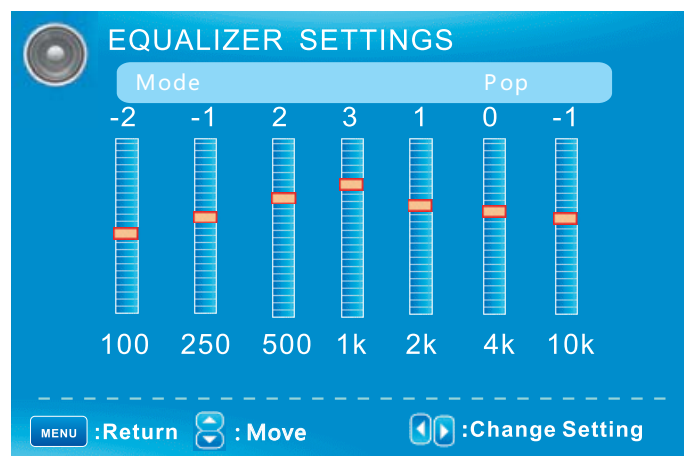 EQUALIZER SETTINGS
Mode Pop
-2 -1 2 3 1 0 -1
100 250 500 1k 2k 4k 10k
MENU :Return : Move :Change Setting